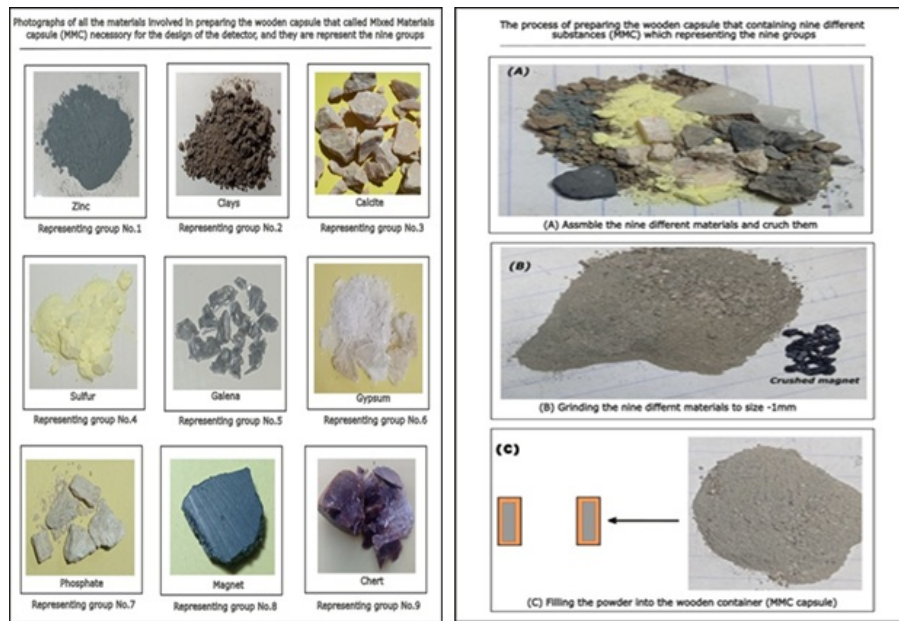 Photographs of all the materials involved in preparing the wooden capsule that called Mixed Materials
capsule (MMC) necessary for the design of the detector, and they are represent the nine groups
Zinc
Clays
Calcite
Representing group No.1
Representing group No.2
Representing group No.3
Sulfur
Galena
Gypsum
Representing group No.4
Representing group No.5
Representing group No.6
Phosphate
Magnet
Chert
Representing group No.7
Representing group No.8
Representing group No.9
The process of preparing the wooden capsule that containing nine different
substances (MMC) which representing the nine groups
(A)
(A) Assmble the nine different materials and cruch them
(B)
Crushed magnet
(B) Grinding the nine differnt materials to size -1mm
(C)
(C) Filling the powder into the wooden container (MMC capsule)